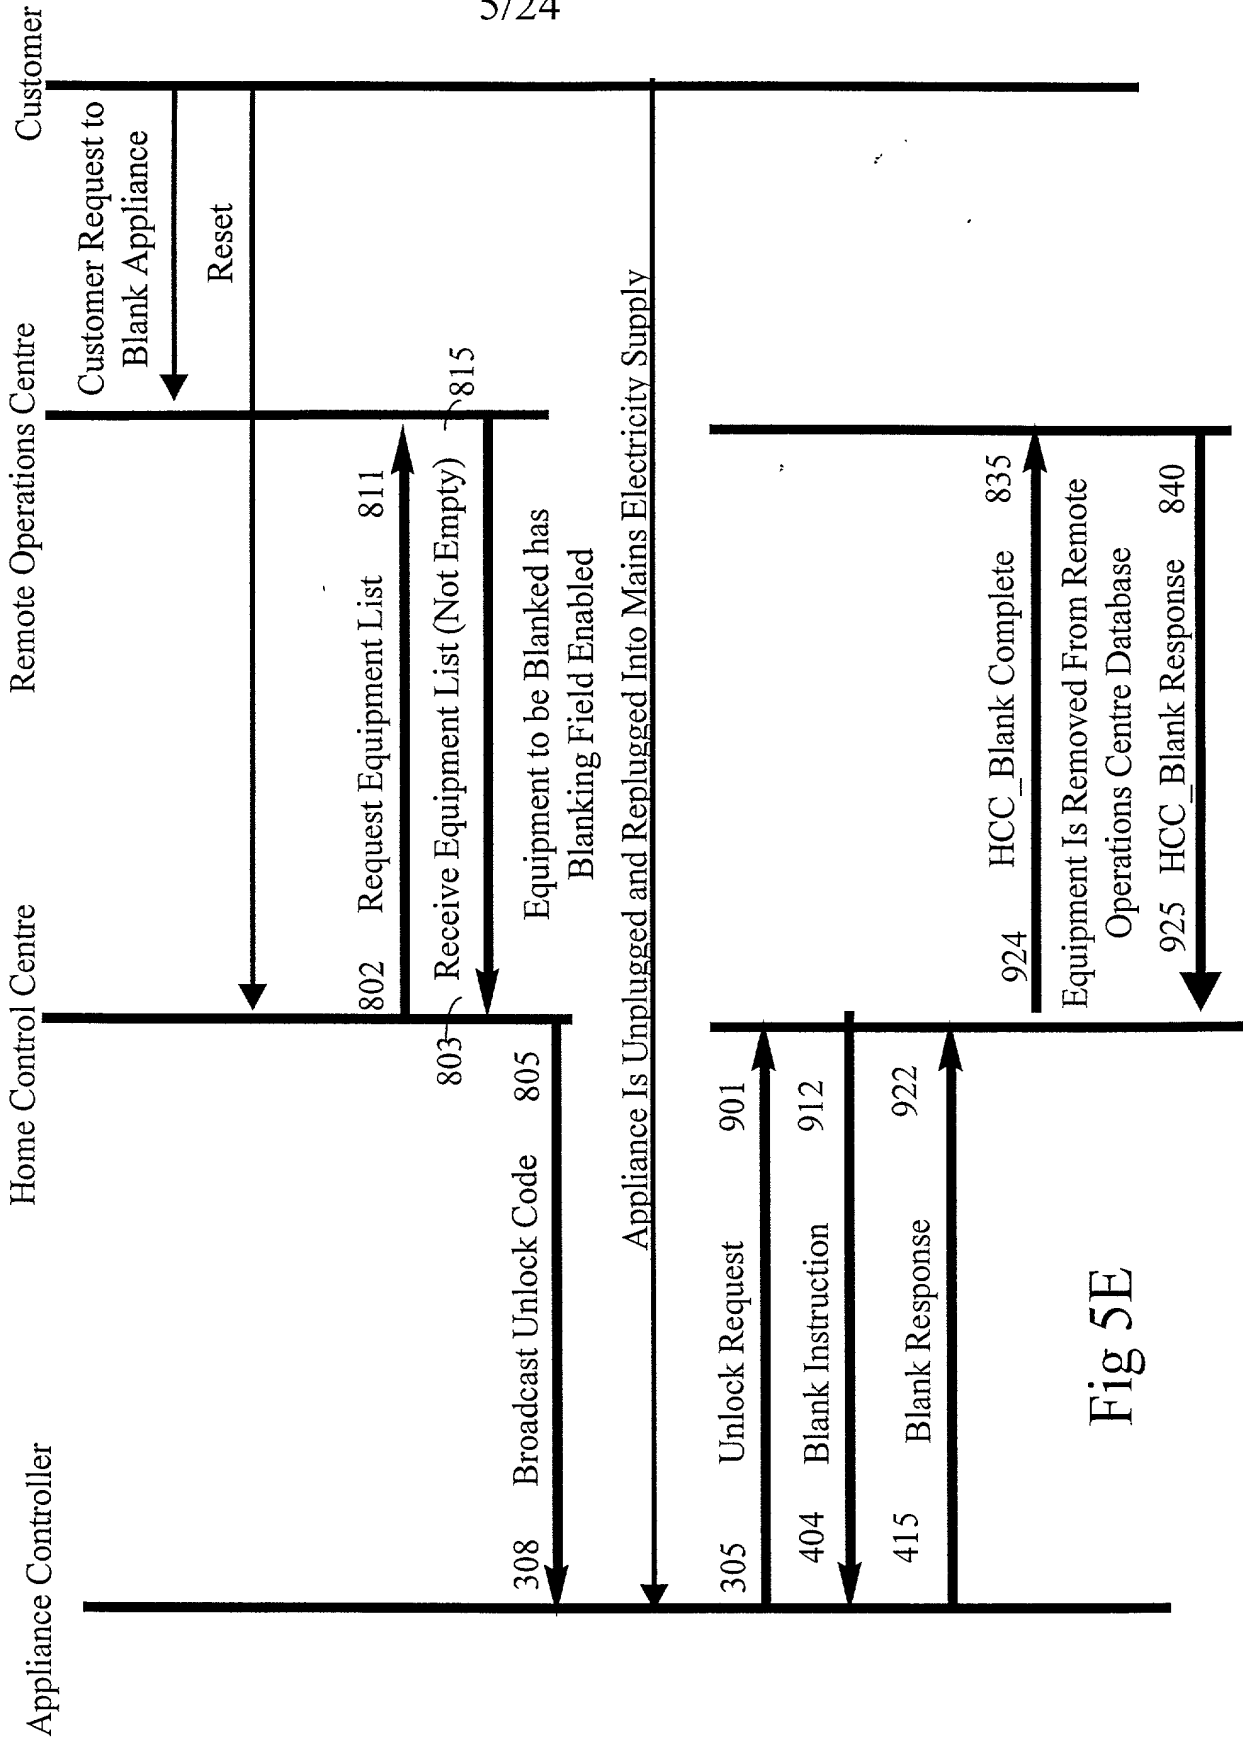 5/24
Appliance Controller
Home Control Centre
Remote Operations Centre
Customer
Customer Request to
Blank Appliance
Reset
802 Request Equipment List 811
803 Receive Equipment List (Not Empty) 815
308 Broadcast Unlock Code 805
Equipment to be Blanked has
Blanking Field Enabled
Appliance Is Unplugged and Replugged Into Mains Electricity Supply
305 Unlock Request 901
404 Blank Instruction 912
415 Blank Response 922
924 HCC_Blank Complete 835
Equipment Is Removed From Remote
Operations Centre Database
925 HCC_Blank Response 840
Fig 5E